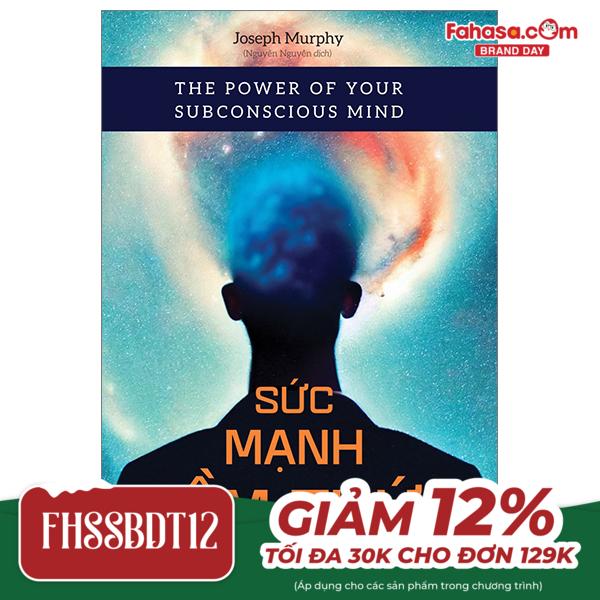 Joseph Murphy
(Nguyên Nguyên dịch)
Fahasa.com
BRAND DAY
THE POWER OF YOUR
SUBCONSCIOUS MIND
SỨC
MẠNH
FHSSBDT12
GIẢM 12%
TỐI ĐA 30K CHO ĐƠN 129K
(Áp dụng cho các sản phẩm trong chương trình)